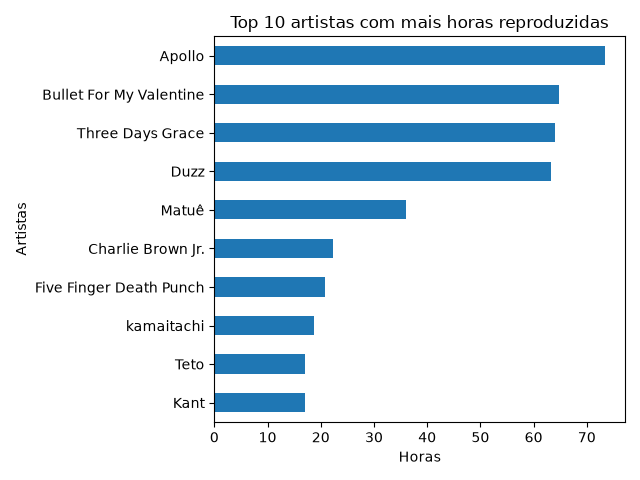 Top 10 artistas com mais horas reproduzidas
Artistas
Apollo
Bullet For My Valentine
Three Days Grace
Duzz
Matuê
Charlie Brown Jr.
Five Finger Death Punch
kamaitachi
Teto
Kant
0 10 20 30 40 50 60 70
Horas